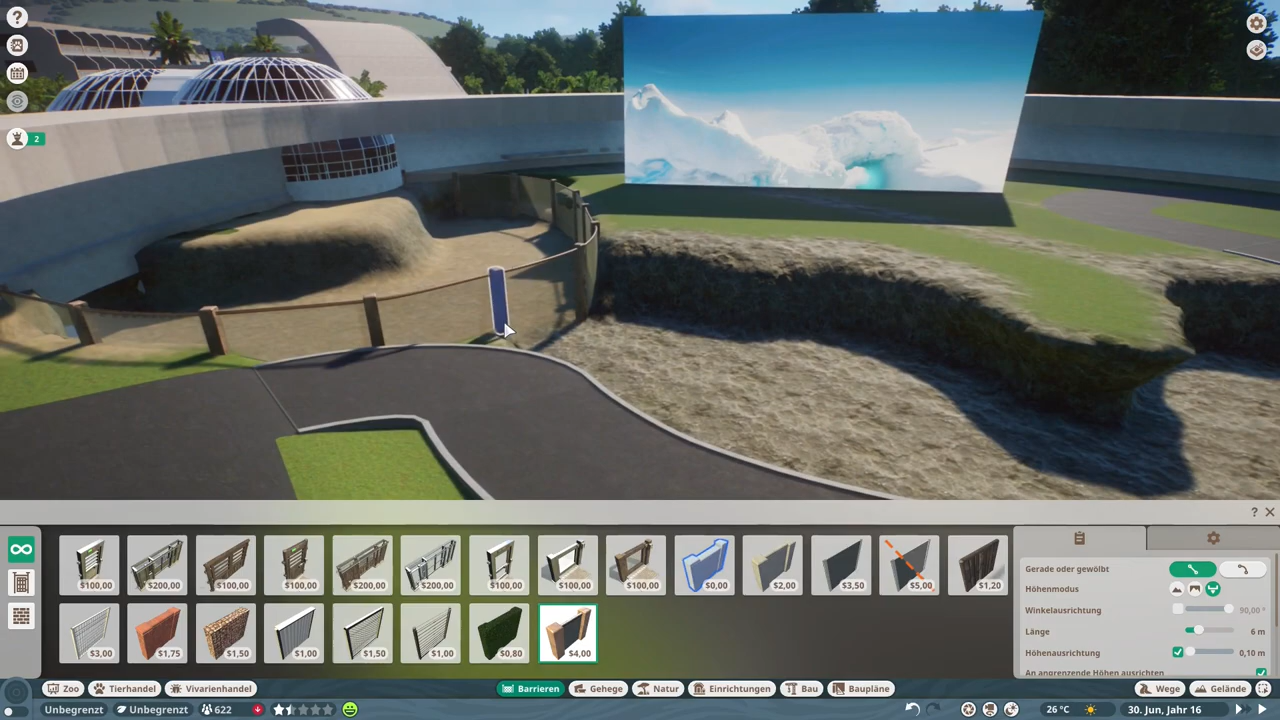 ?
2
? ×
$100,00 $200,00 $100,00 $100,00 $200,00 $200,00 $100,00 $100,00 $100,00 $0,00 $2,00 $3,50 $5,00 $1,20
$3,00 $1,75 $1,50 $1,00 $1,50 $1,00 $0,80 $4,00
Gerade oder gewölbt
Höhenmodus
Winkelausrichtung 90,00 °
Länge 6 m
Höhenausrichtung 0,10 m
An angrenzende Höhen ausrichten
Zoo Tierhandel Vivarienhandel Barrieren Gehege Natur Einrichtungen Bau Baupläne Wege Gelände
Unbegrenzt Unbegrenzt 622 26 °C 30. Jun, Jahr 16